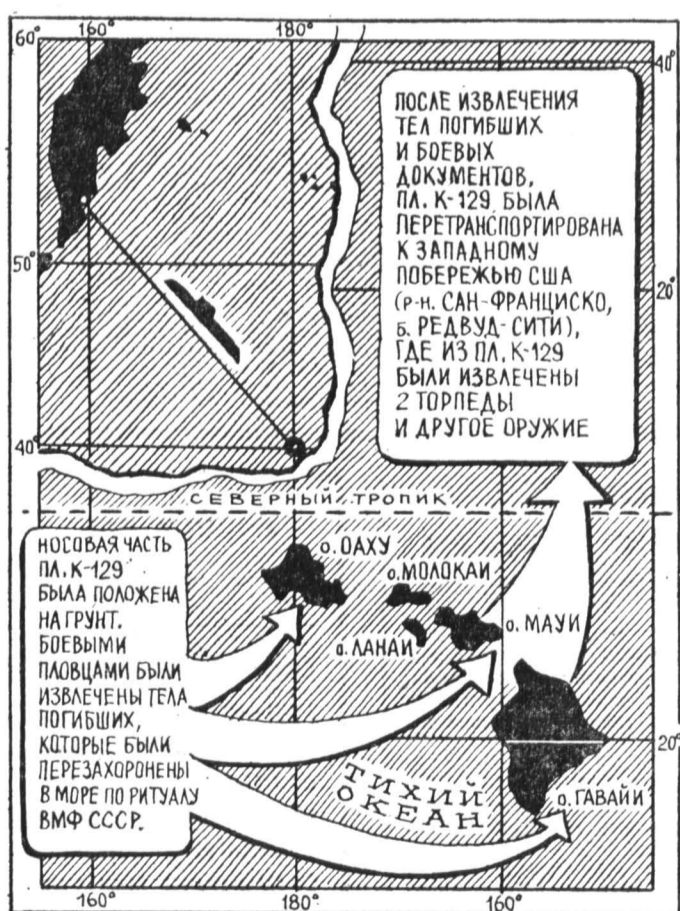 160°
180°
60°
40°
ПОСЛЕ ИЗВЛЕЧЕНИЯ
ТЕЛ ПОГИБШИХ
И БОЕВЫХ
ДОКУМЕНТОВ,
ПЛ. К-129 БЫЛА
ПЕРЕТРАНСПОРТИРОВАНА
К ЗАПАДНОМУ
ПОБЕРЕЖЬЮ США
(Р-Н. САН-ФРАНЦИСКО,
Б. РЕДВУД-СИТИ),
ГДЕ ИЗ ПЛ. К-129
БЫЛИ ИЗВЛЕЧЕНЫ
2 ТОРПЕДЫ
И ДРУГОЕ ОРУЖИЕ
50°
20°
40°
СЕВЕРНЫЙ ТРОПИК
НОСОВАЯ ЧАСТЬ
ПЛ. К-129
БЫЛА ПОЛОЖЕНА
НА ГРУНТ.
БОЕВЫМИ
ПЛОВЦАМИ БЫЛИ
ИЗВЛЕЧЕНЫ ТЕЛА
ПОГИБШИХ,
КОТОРЫЕ БЫЛИ
ПЕРЕЗАХОРОНЕНЫ
В МОРЕ ПО РИТУАЛУ
ВМФ СССР.
о. ОАХУ
о. МОЛОКАИ
о. ЛАНАИ
о. МАУИ
20°
ТИХИЙ
ОКЕАН
о. ГАВАЙИ
160°
180°
160°